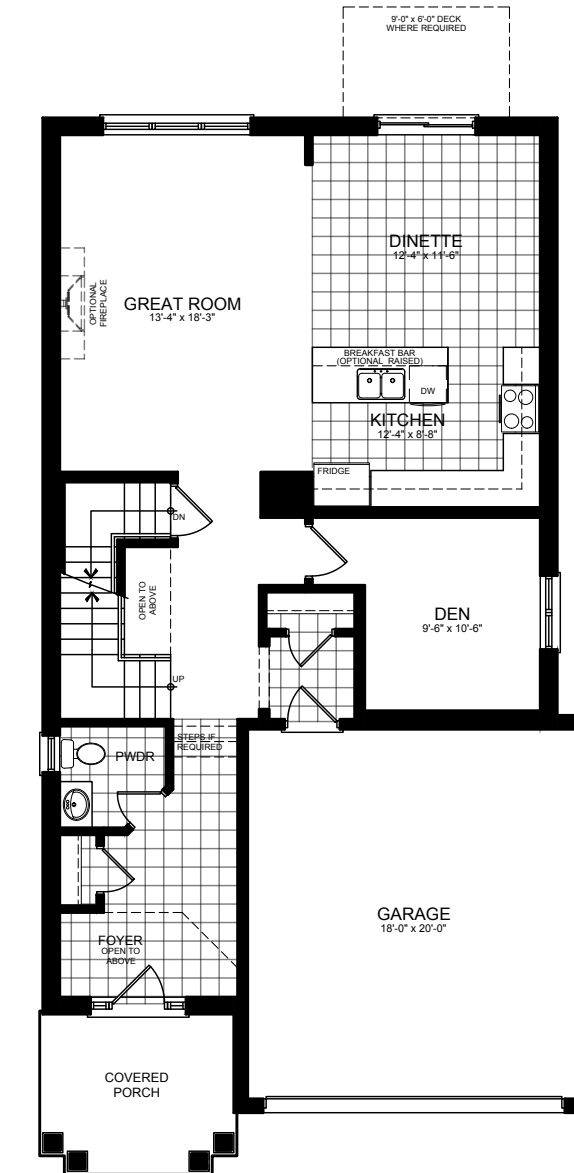 9'-0" x 6'-0" DECK
WHERE REQUIRED
DINETTE
12'-4" x 11'-6"
GREAT ROOM
13'-4" x 18'-3"
OPTIONAL
FIREPLACE
BREAKFAST BAR
(OPTIONAL RAISED)
DW
KITCHEN
12'-4" x 8'-8"
FRIDGE
DN
OPEN TO
ABOVE
DEN
9'-6" x 10'-6"
UP
STEPS IF
REQUIRED
PWDR
GARAGE
18'-0" x 20'-0"
FOYER
OPEN TO
ABOVE
COVERED
PORCH